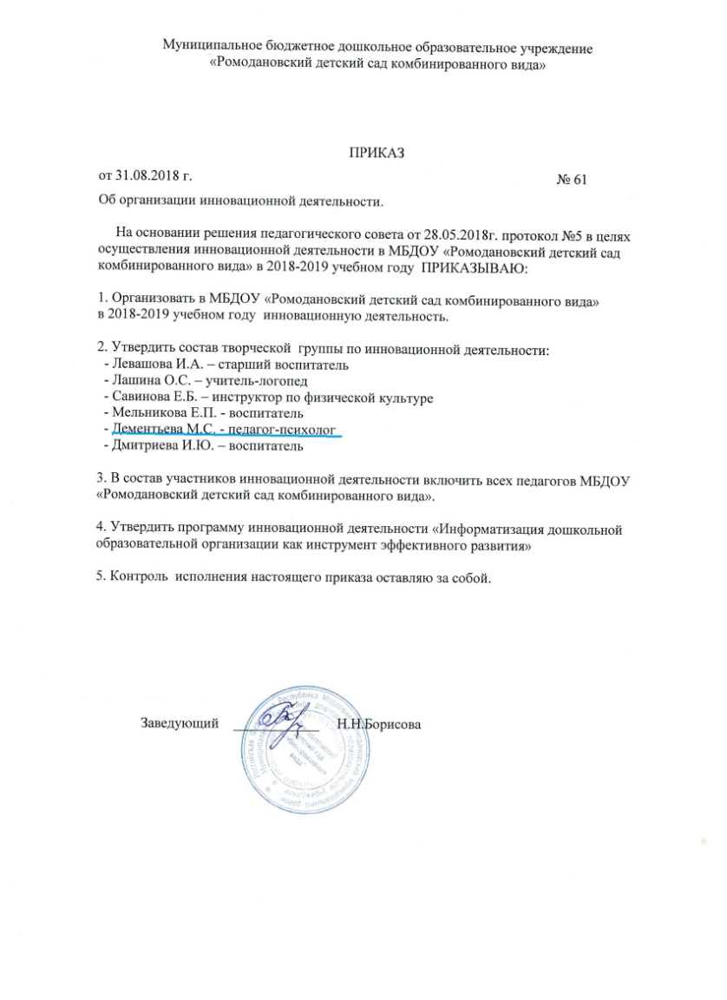 Муниципальное бюджетное дошкольное образовательное учреждение
«Ромодановский детский сад комбинированного вида»
ПРИКАЗ
от 31.08.2018 г.
№ 61
Об организации инновационной деятельности.
На основании решения педагогического совета от 28.05.2018г. протокол №5 в целях
осуществления инновационной деятельности в МБДОУ «Ромодановский детский сад
комбинированного вида» в 2018-2019 учебном году ПРИКАЗЫВАЮ:
1. Организовать в МБДОУ «Ромодановский детский сад комбинированного вида»
в 2018-2019 учебном году инновационную деятельность.
2. Утвердить состав творческой группы по инновационной деятельности:
- Левашова И.А. – старший воспитатель
- Лашина О.С. – учитель-логопед
- Савинова Е.Б. – инструктор по физической культуре
- Мельникова Е.П. - воспитатель
- Дементьева М.С. - педагог-психолог
- Дмитриева И.Ю. – воспитатель
3. В состав участников инновационной деятельности включить всех педагогов МБДОУ
«Ромодановский детский сад комбинированного вида».
4. Утвердить программу инновационной деятельности «Информатизация дошкольной
образовательной организации как инструмент эффективного развития»
5. Контроль исполнения настоящего приказа оставляю за собой.
Заведующий
Н.Н.Борисова